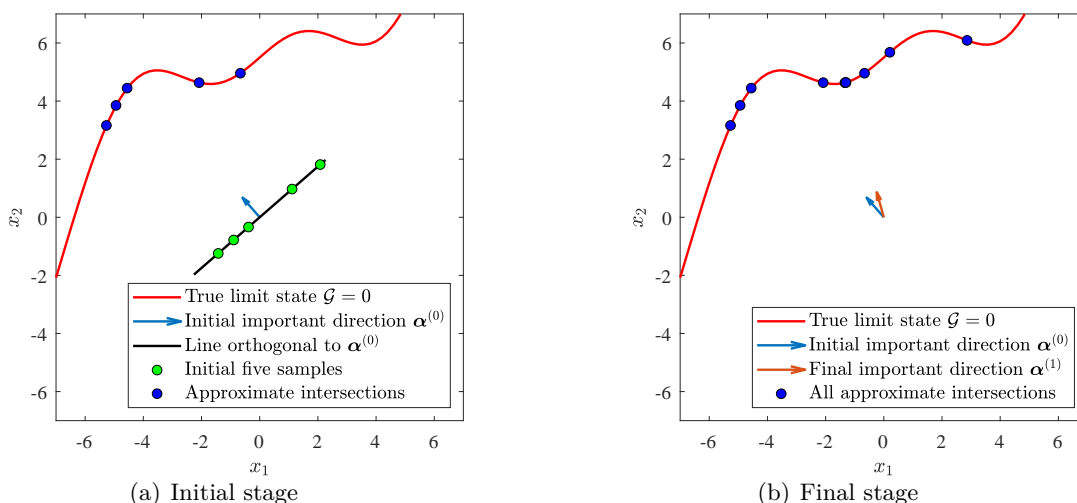 6
4
2
0
-2
-4
-6
x₂
-6
-4
-2
0
2
4
6
x₁
True limit state 𝒢 = 0
Initial important direction α⁽⁰⁾
Line orthogonal to α⁽⁰⁾
Initial five samples
Approximate intersections
(a) Initial stage
6
4
2
0
-2
-4
-6
x₂
-6
-4
-2
0
2
4
6
x₁
True limit state 𝒢 = 0
Initial important direction α⁽⁰⁾
Final important direction α⁽¹⁾
All approximate intersections
(b) Final stage